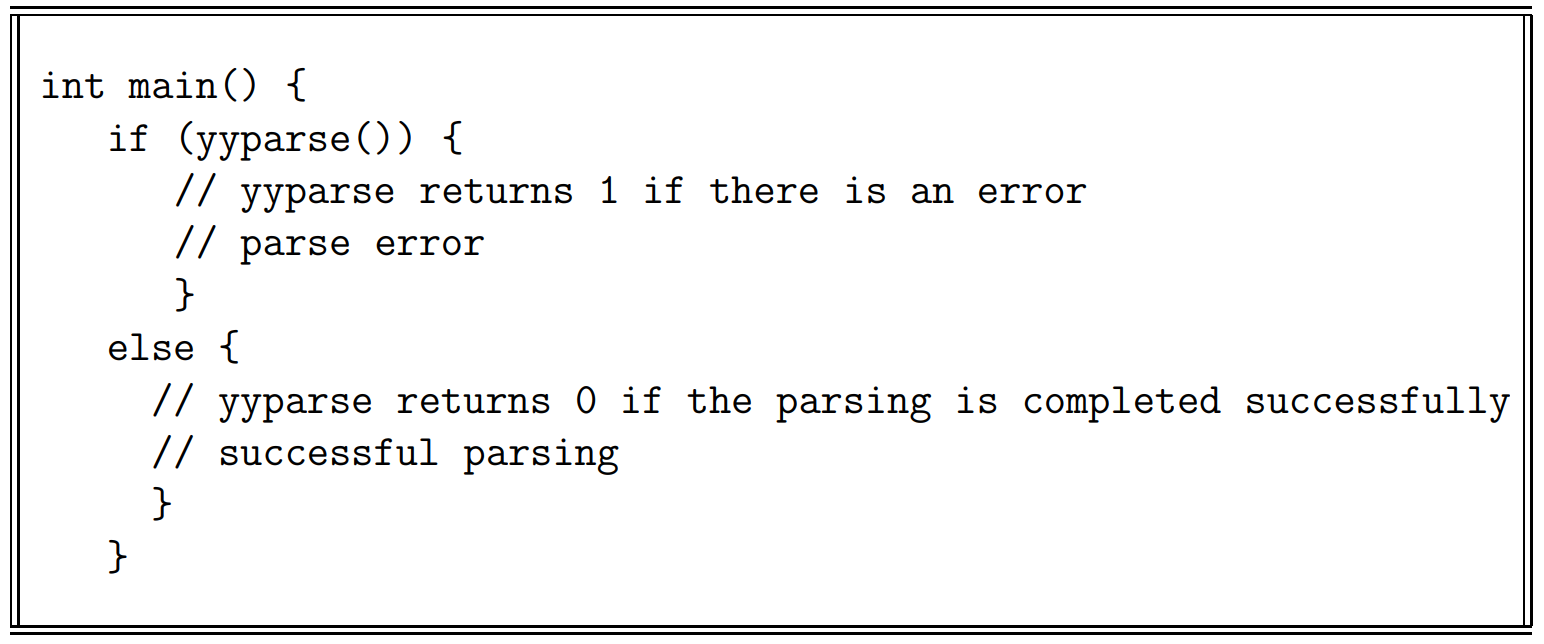 int main() {
   if (yyparse()) {
      // yyparse returns 1 if there is an error
      // parse error
      }
   else {
     // yyparse returns 0 if the parsing is completed successfully
     // successful parsing
     }
   }